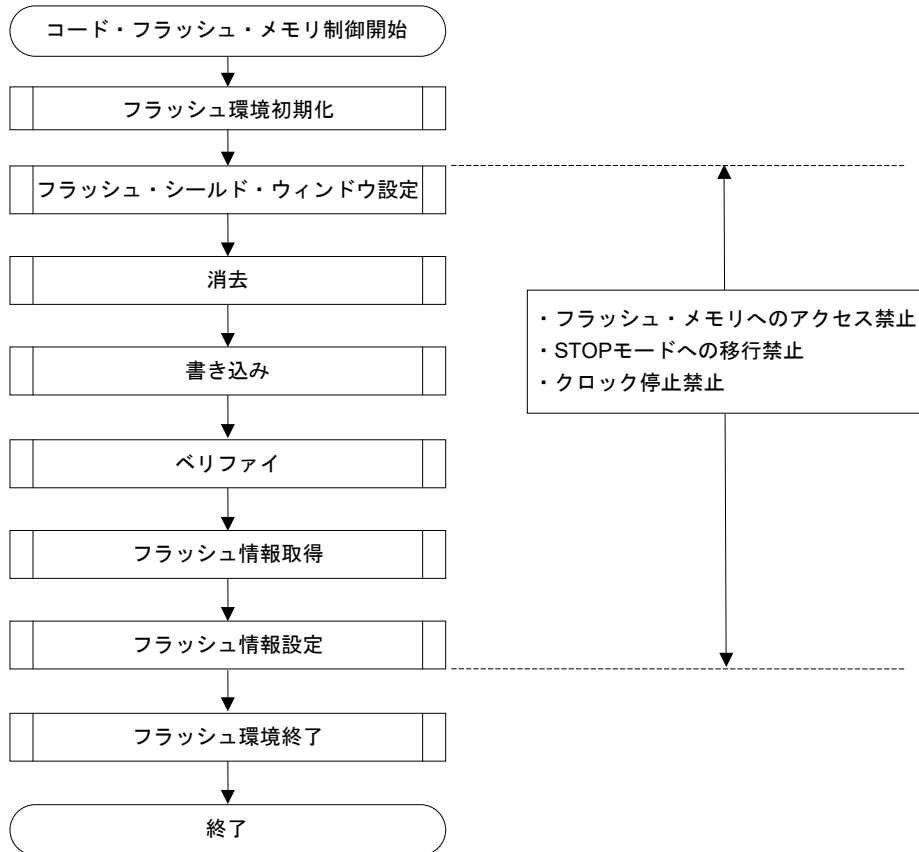 コード・フラッシュ・メモリ制御開始
フラッシュ環境初期化
フラッシュ・シールド・ウィンドウ設定
消去
書き込み
ベリファイ
フラッシュ情報取得
フラッシュ情報設定
フラッシュ環境終了
終了
・フラッシュ・メモリへのアクセス禁止
・STOPモードへの移行禁止
・クロック停止禁止